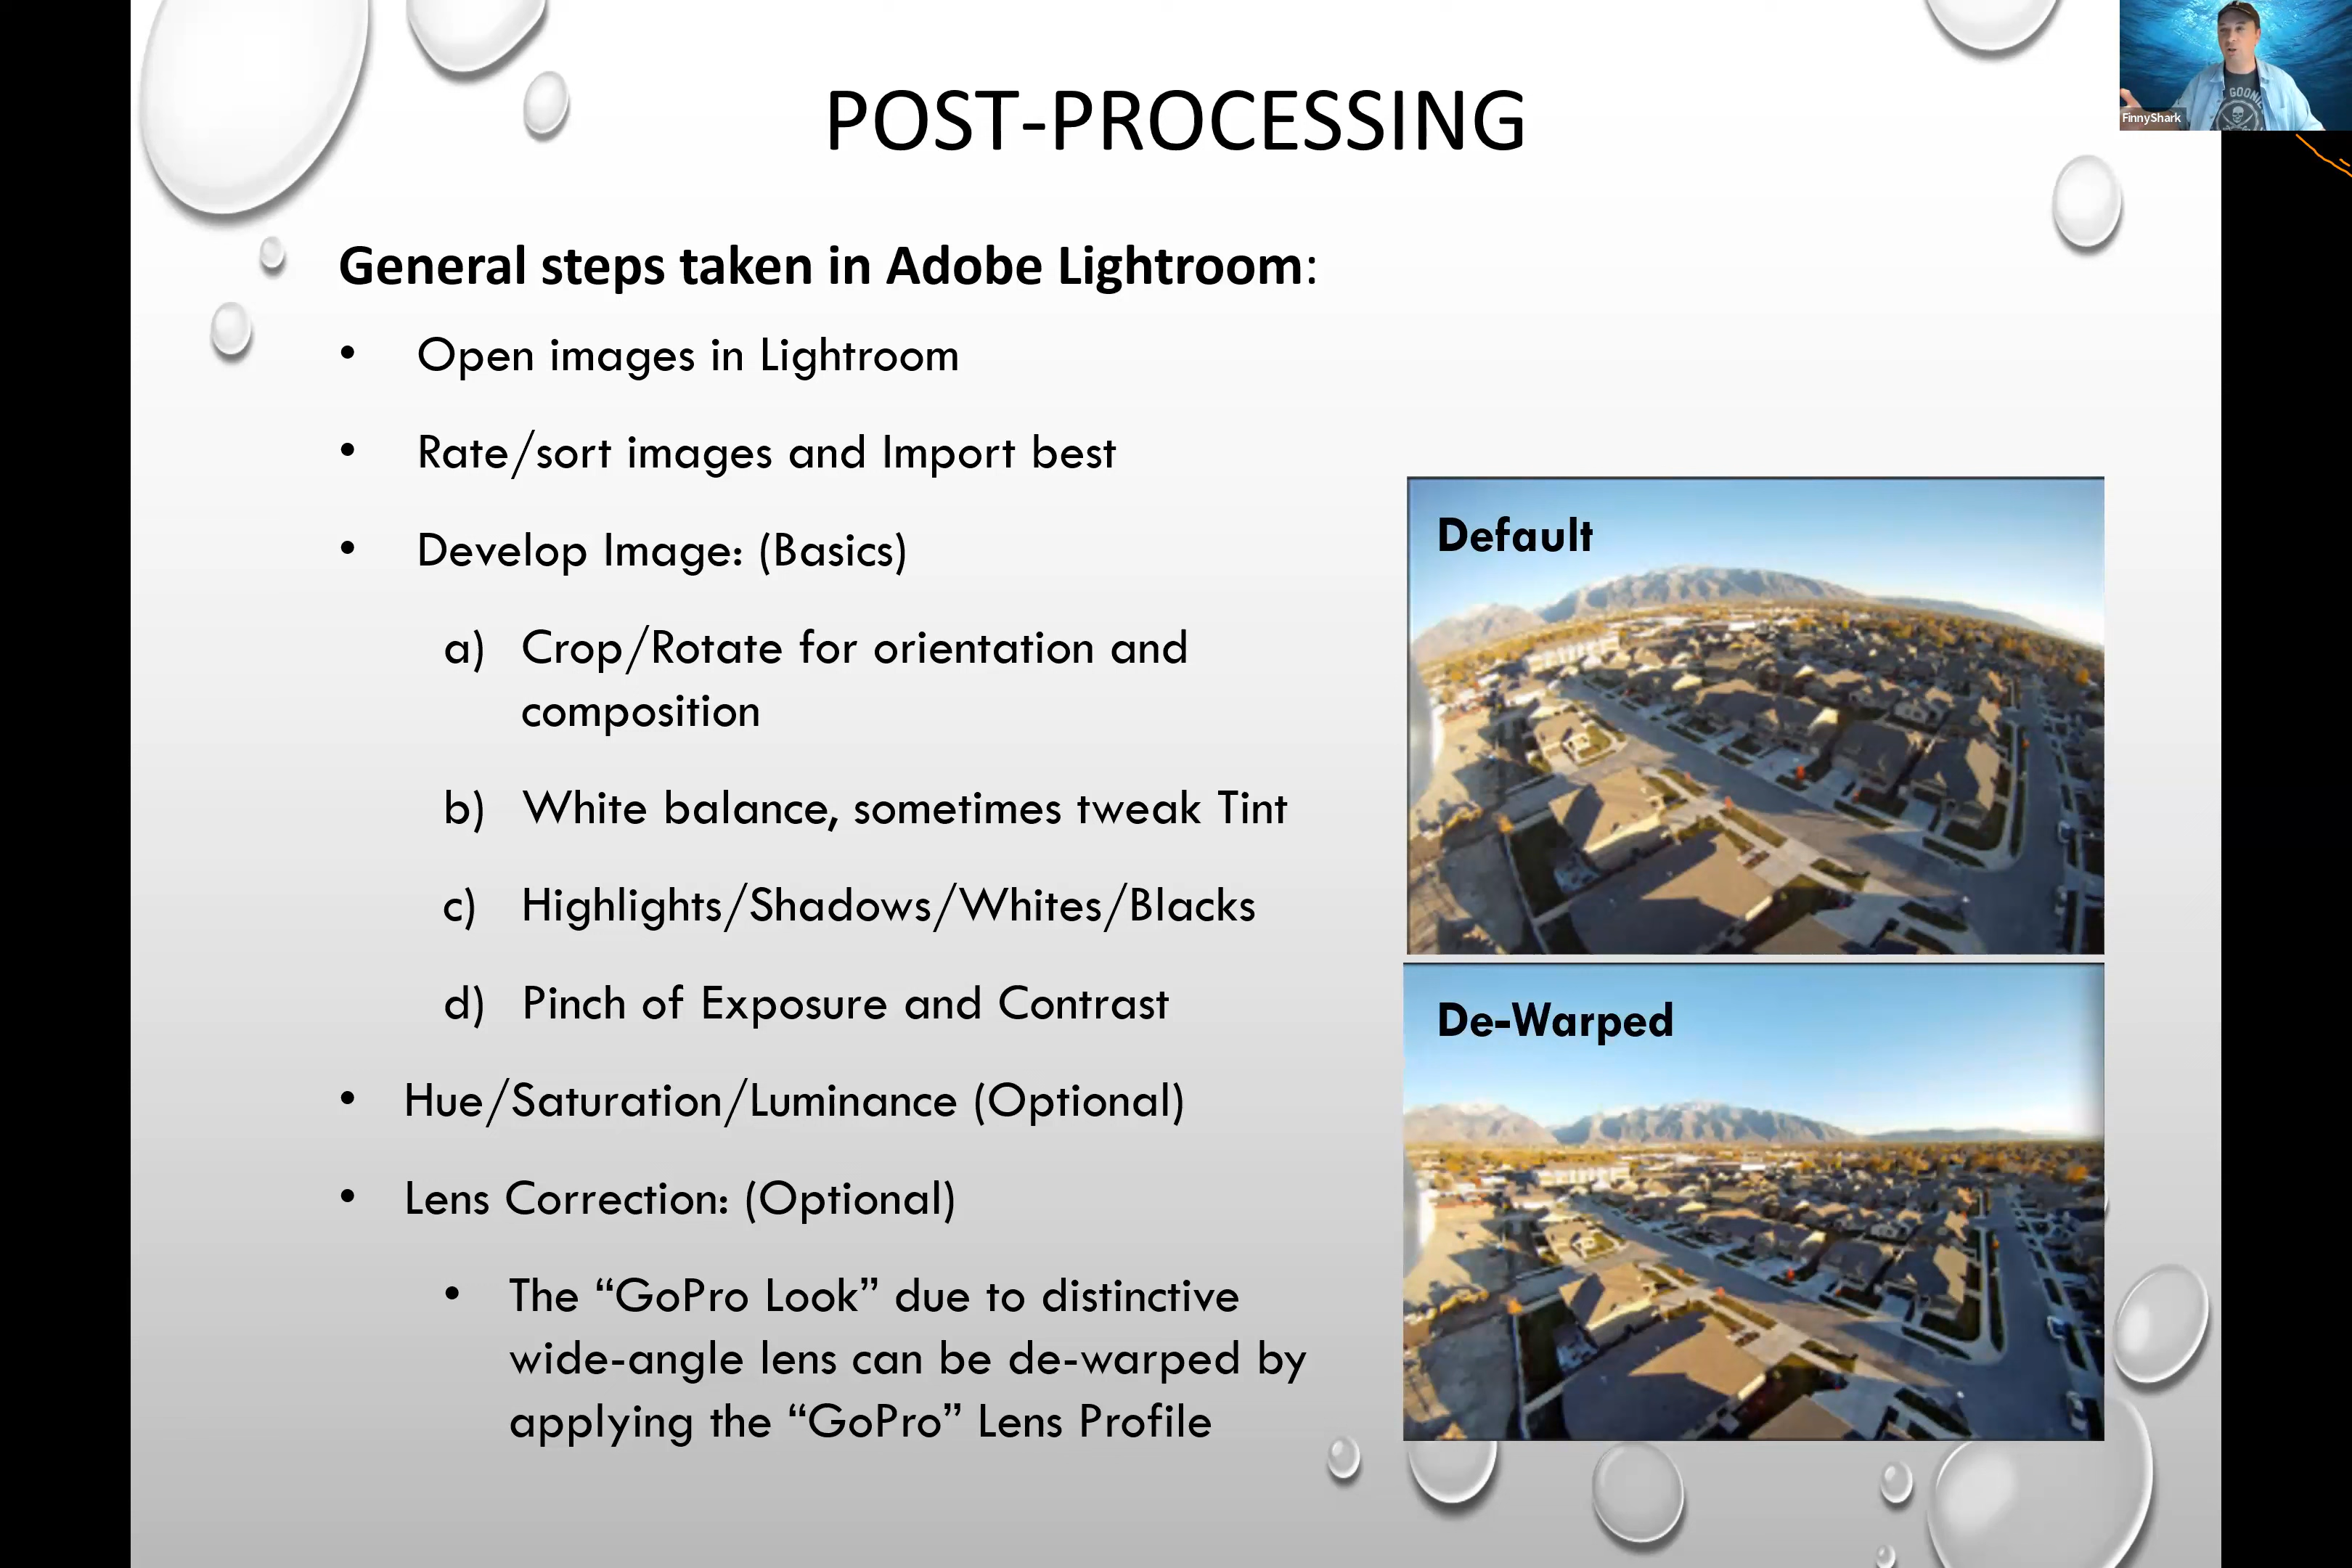 POST-PROCESSING
FinnyShark
General steps taken in Adobe Lightroom:
• Open images in Lightroom
• Rate/sort images and Import best
• Develop Image: (Basics)
a) Crop/Rotate for orientation and
composition
b) White balance, sometimes tweak Tint
c) Highlights/Shadows/Whites/Blacks
d) Pinch of Exposure and Contrast
• Hue/Saturation/Luminance (Optional)
• Lens Correction: (Optional)
• The “GoPro Look” due to distinctive
wide-angle lens can be de-warped by
applying the “GoPro” Lens Profile
Default
De-Warped